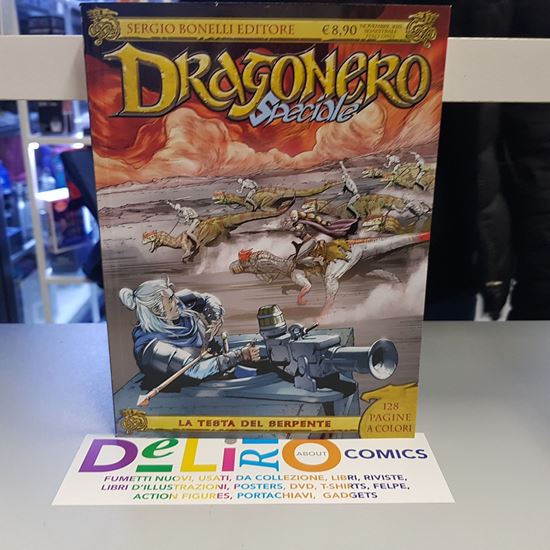 SERGIO BONELLI EDITORE
€ 8,90
DRAGONERO
Speciale
128
PAGINE
A COLORI
LA TESTA DEL SERPENTE
DeLiRiO
ABOUT
COMICS
FUMETTI NUOVI, USATI, DA COLLEZIONE, LIBRI, RIVISTE,
LIBRI D'ILLUSTRAZIONI, POSTERS, DVD, T-SHIRTS, FELPE,
ACTION FIGURES, PORTACHIAVI, GADGETS